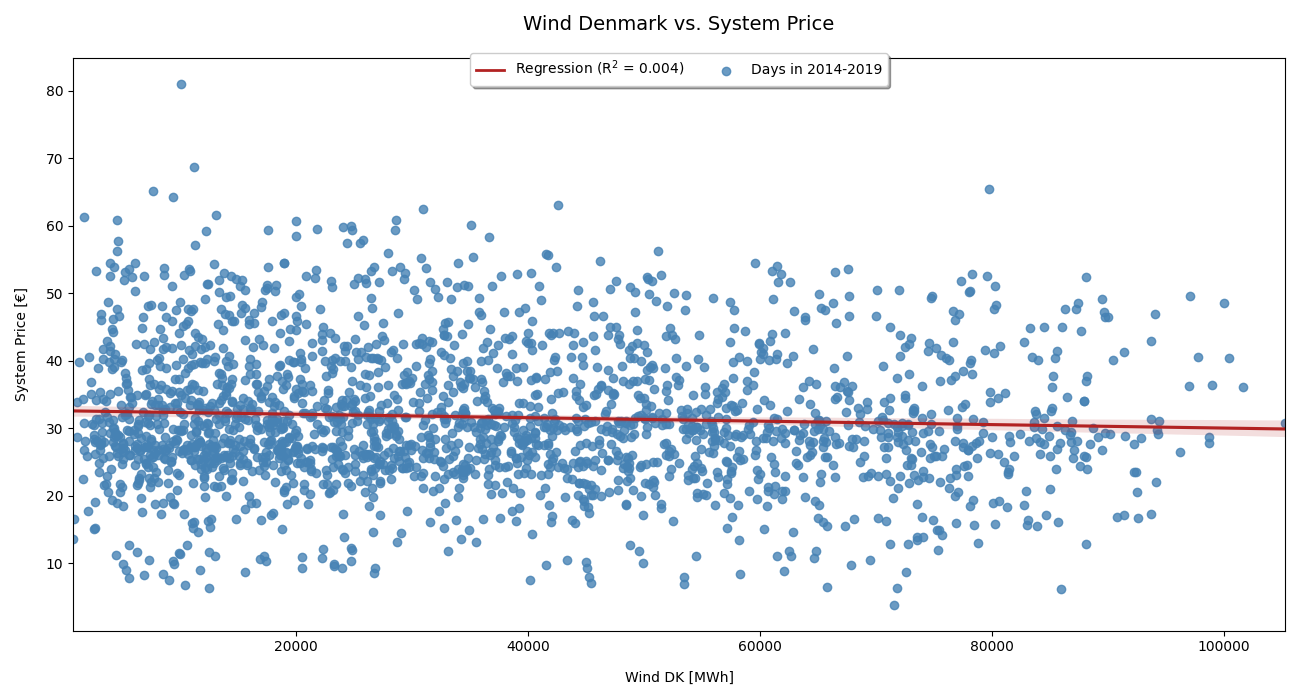 Wind Denmark vs. System Price
Regression (R² = 0.004)
Days in 2014-2019
80
70
60
50
40
30
20
10
System Price [€]
20000
40000
60000
80000
100000
Wind DK [MWh]